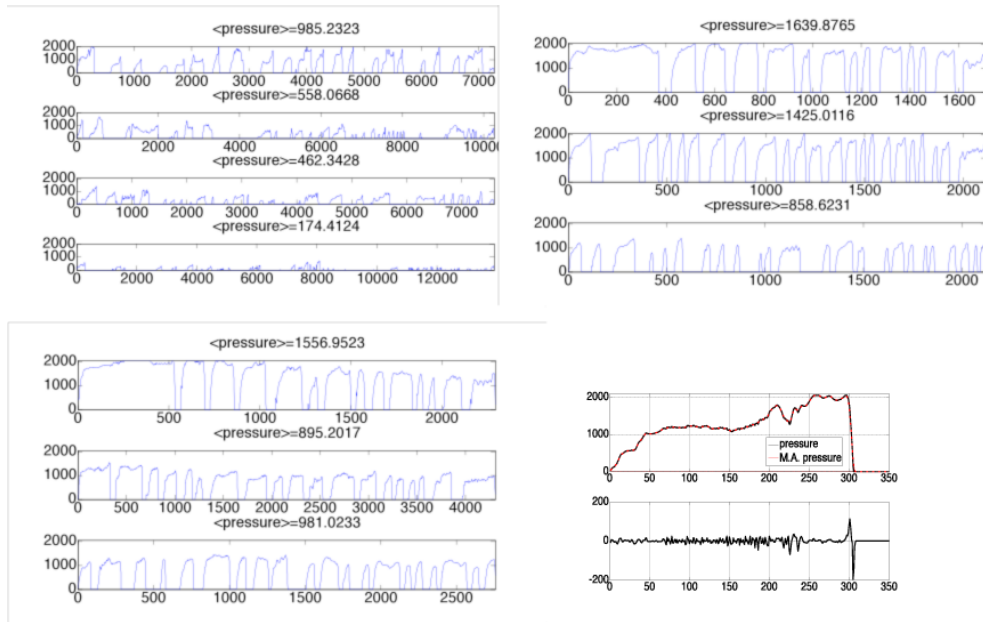 <pressure>=985.2323
2000
1000
0
0 1000 2000 3000 4000 5000 6000 700
<pressure>=558.0668
2000
1000
0
0 2000 4000 6000 8000 1000
<pressure>=462.3428
2000
1000
0
0 1000 2000 3000 4000 5000 6000 7000
<pressure>=174.4124
2000
1000
0
0 2000 4000 6000 8000 10000 12000
<pressure>=1639.8765
2000
1000
0
0 200 400 600 800 1000 1200 1400 1600
<pressure>=1425.0116
2000
1000
0
500 1000 1500 2000
<pressure>=858.6231
2000
1000
0
0 500 1000 1500 2000
<pressure>=1556.9523
2000
1000
0
0 500 1000 1500 2000
<pressure>=895.2017
2000
1000
0
0 500 1000 1500 2000 2500 3000 3500 4000
<pressure>=981.0233
2000
1000
0
0 500 1000 1500 2000 2500
2000
1000
0
pressure
M.A. pressure
0 50 100 150 200 250 300 350
200
0
-200
0 50 100 150 200 250 300 350